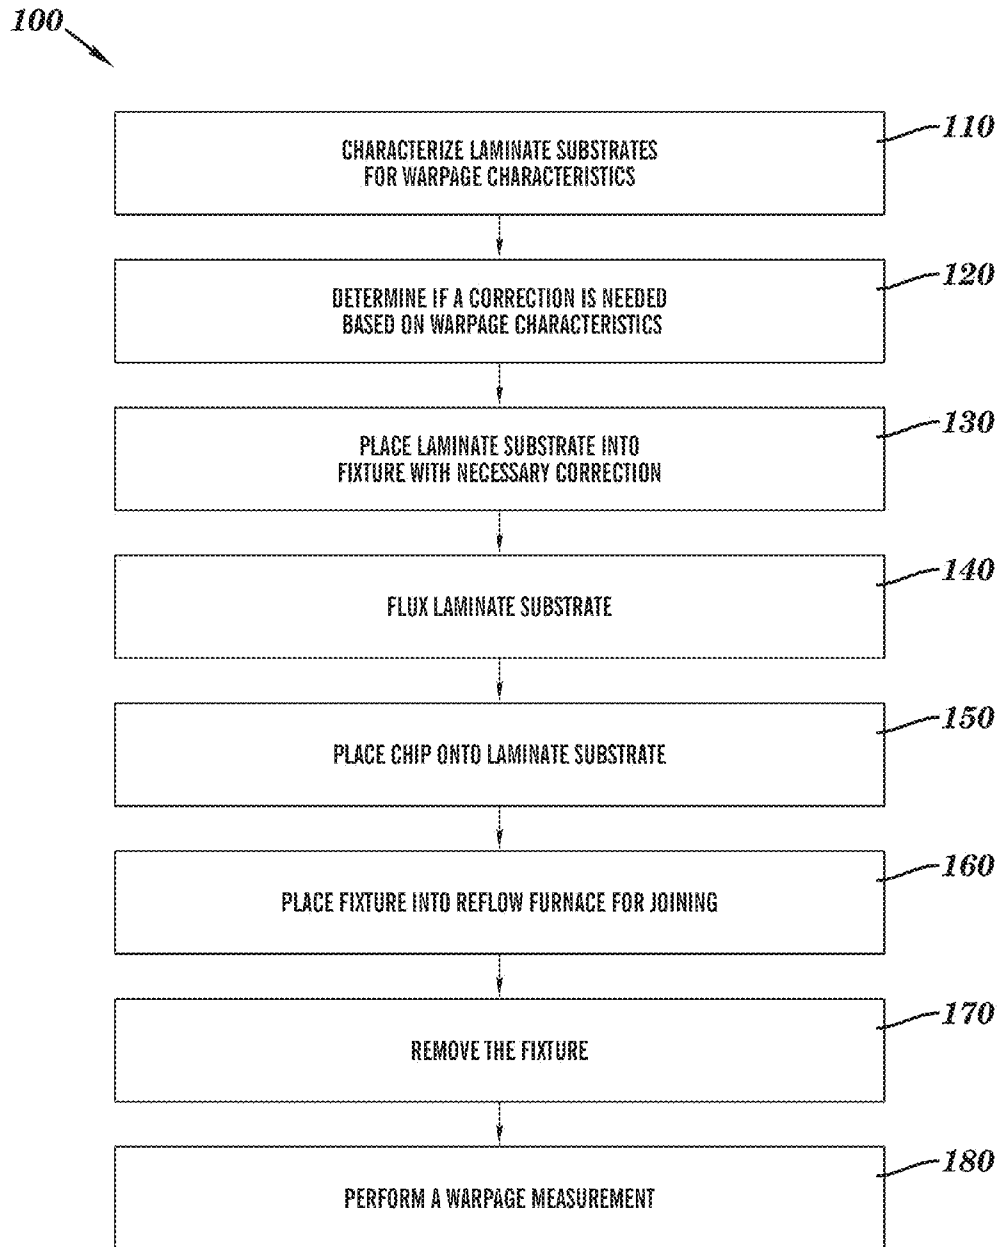 100
110
CHARACTERIZE LAMINATE SUBSTRATES
FOR WARPAGE CHARACTERISTICS
120
DETERMINE IF A CORRECTION IS NEEDED
BASED ON WARPAGE CHARACTERISTICS
130
PLACE LAMINATE SUBSTRATE INTO
FIXTURE WITH NECESSARY CORRECTION
140
FLUX LAMINATE SUBSTRATE
150
PLACE CHIP ONTO LAMINATE SUBSTRATE
160
PLACE FIXTURE INTO REFLOW FURNACE FOR JOINING
170
REMOVE THE FIXTURE
180
PERFORM A WARPAGE MEASUREMENT